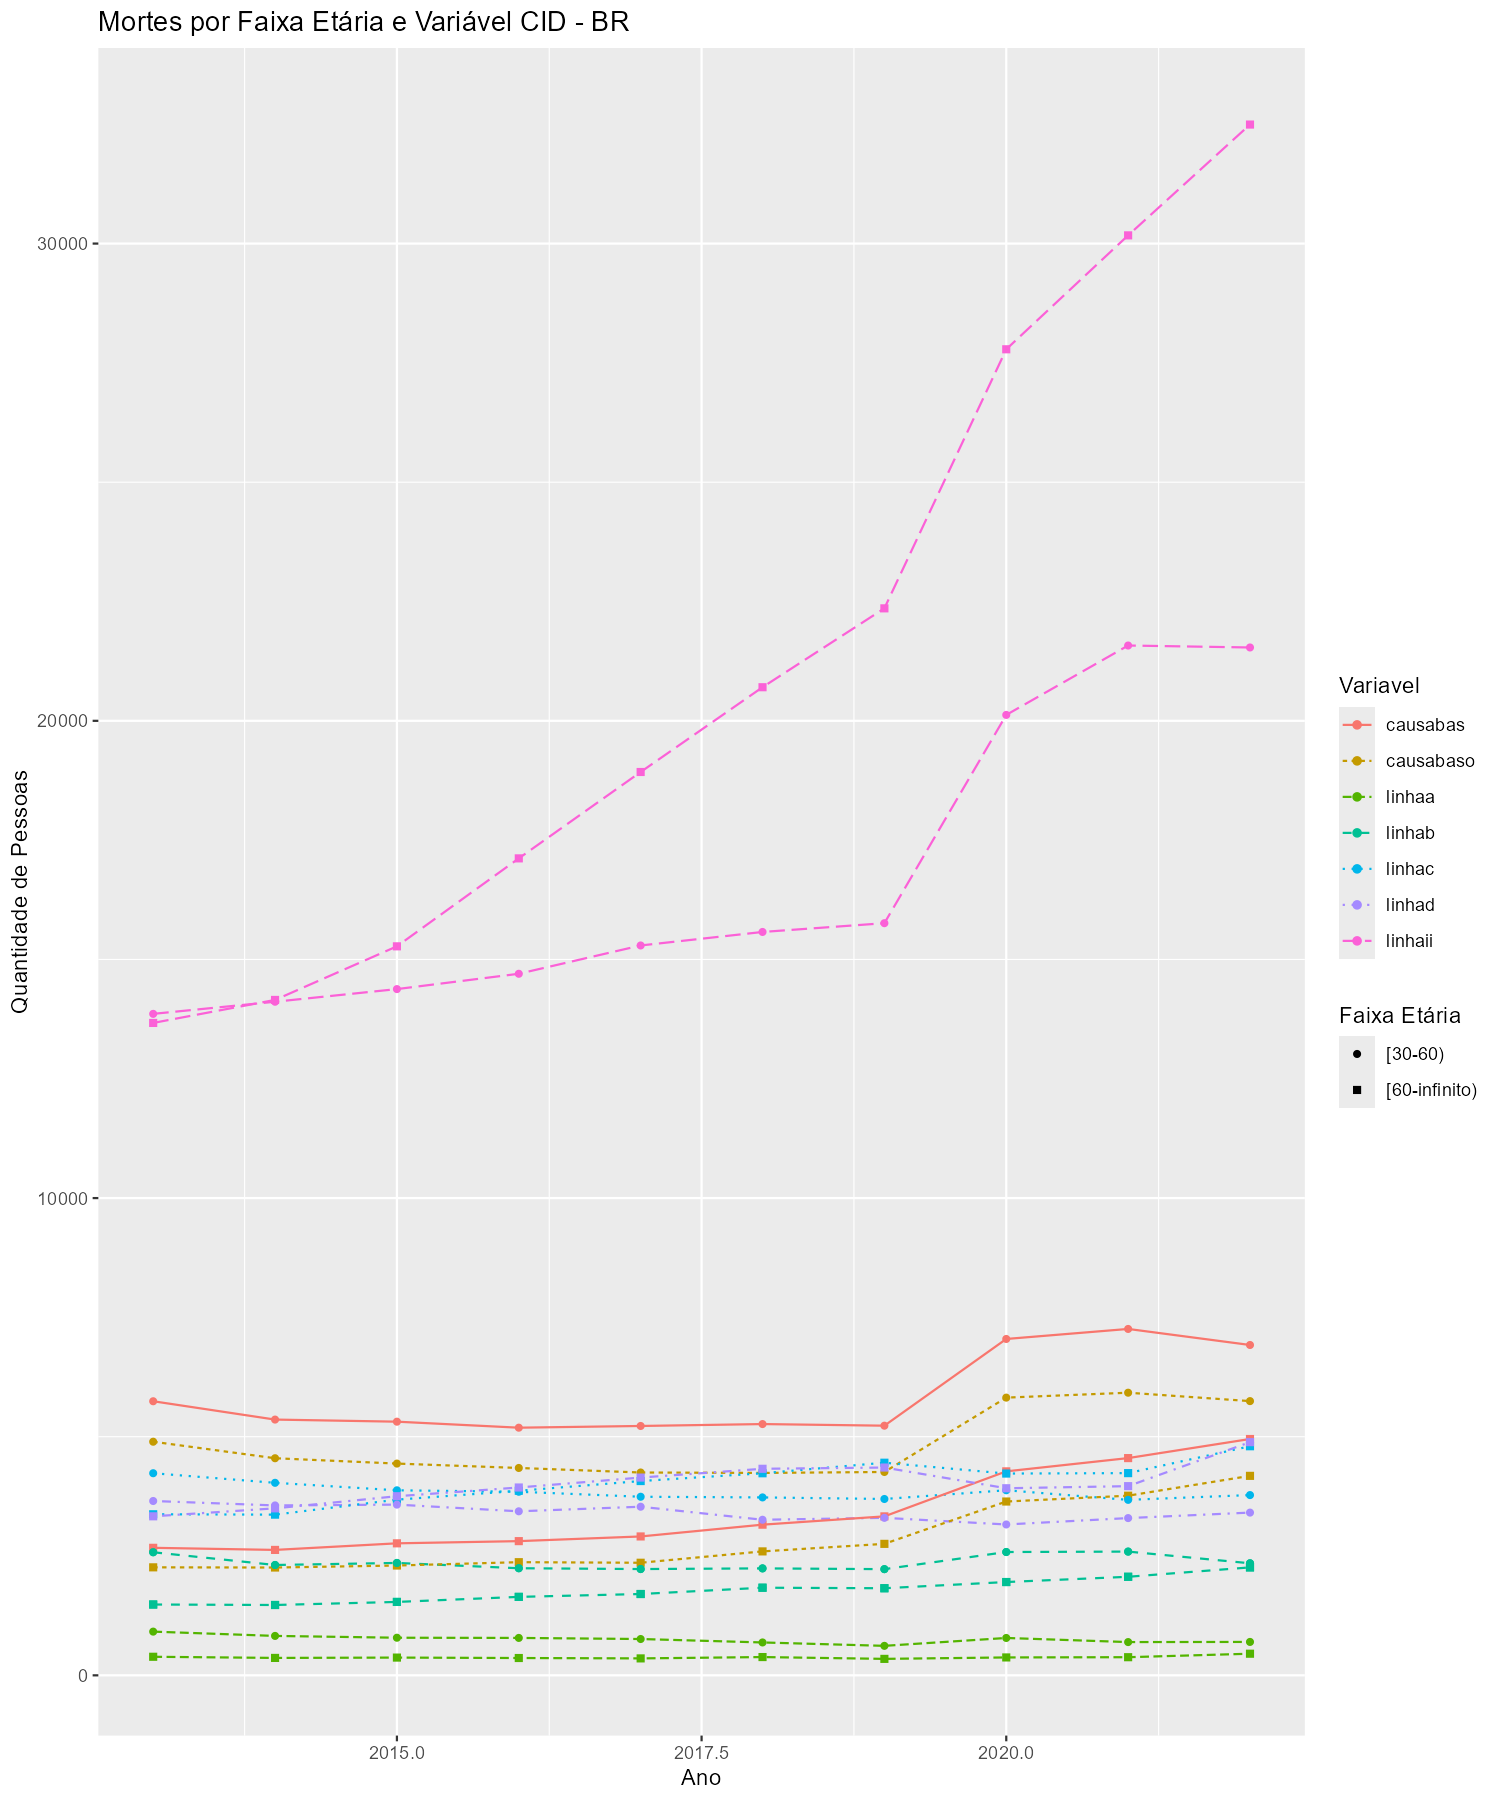 Mortes por Faixa Etária e Variável CID - BR
Quantidade de Pessoas
30000
20000
10000
0
2015.0
2017.5
2020.0
Ano
Variavel
causabas
causabaso
linhaa
linhab
linhac
linhad
linhaii
Faixa Etária
[30-60)
[60-infinito)